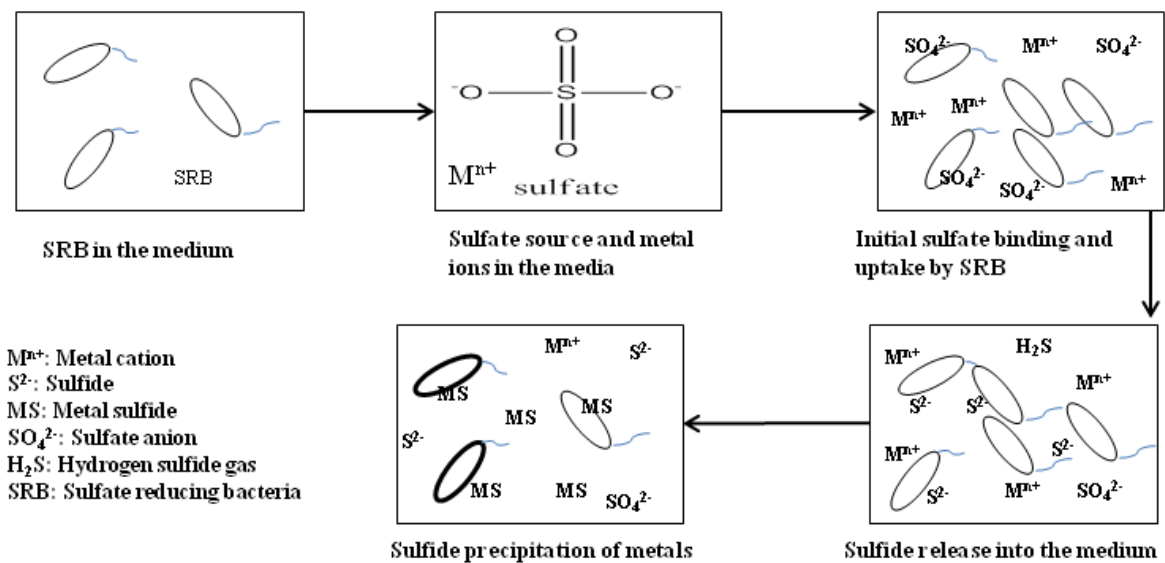 SRB
SRB in the medium
O
⁻O S O⁻
O
Mⁿ⁺
sulfate
Sulfate source and metal
ions in the media
SO₄²⁻ Mⁿ⁺ SO₄²⁻
Mⁿ⁺ Mⁿ⁺
SO₄²⁻ SO₄²⁻ Mⁿ⁺
Initial sulfate binding and
uptake by SRB
Mⁿ⁺ H₂S
Mⁿ⁺
S²⁻ S²⁻
Mⁿ⁺ S²⁻
S²⁻ Mⁿ⁺ SO₄²⁻
Sulfide release into the medium
Mⁿ⁺ S²⁻
MS MS MS
S²⁻
MS MS SO₄²⁻
Sulfide precipitation of metals
Mⁿ⁺: Metal cation
S²⁻: Sulfide
MS: Metal sulfide
SO₄²⁻: Sulfate anion
H₂S: Hydrogen sulfide gas
SRB: Sulfate reducing bacteria